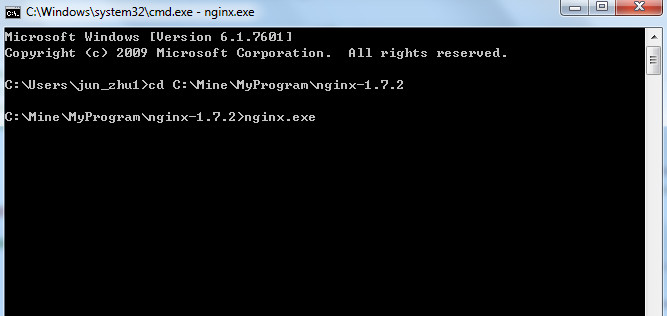 C:\Windows\system32\cmd.exe - nginx.exe
Microsoft Windows [Version 6.1.7601]
Copyright (c) 2009 Microsoft Corporation.  All rights reserved.
C:\Users\jun_zhu1>cd C:\Mine\MyProgram\nginx-1.7.2
C:\Mine\MyProgram\nginx-1.7.2>nginx.exe